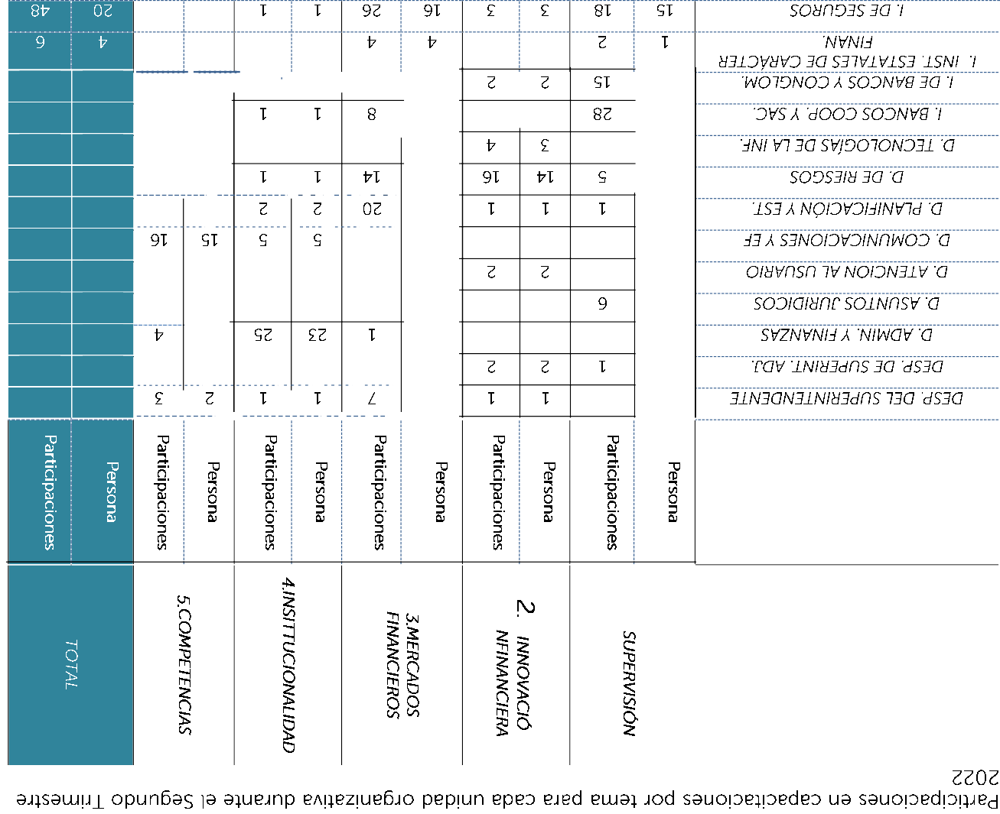 Participaciones en capacitaciones por tema para cada unidad organizativa durante el Segundo Trimestre
2022
SUPERVISIÓN
2. INNOVACIÓ
NFINANCIERA
3.MERCADOS
FINANCIEROS
4.INSITTUCIONALIDAD
5.COMPETENCIAS
TOTAL
Persona Participaciones Persona Participaciones Persona Participaciones Persona Participaciones Persona Participaciones Persona Participaciones
DESP. DEL SUPERINTENDENTE 1 1 7 1 1 2 3
DESP. DE SUPERINT. ADJ. 1 2 2
D. ADMIN. Y FINANZAS 1 23 25 4
D. ASUNTOS JURIDICOS 6
D. ATENCION AL USUARIO 2 2
D. COMUNICACIONES Y EF 5 5 15 16
D. PLANIFICACIÓN Y EST. 1 1 1 20 2 2
D. DE RIESGOS 5 14 16 14 1 1
D. TECNOLOGÍAS DE LA INF. 3 4
I. BANCOS COOP. Y SAC. 28 8 1 1
I. DE BANCOS Y CONGLOM. 15 2 2
I. INST. ESTATALES DE CARÁCTER
FINAN. 1 2 4 4 4 6
I. DE SEGUROS 15 18 3 3 16 26 1 1 20 48